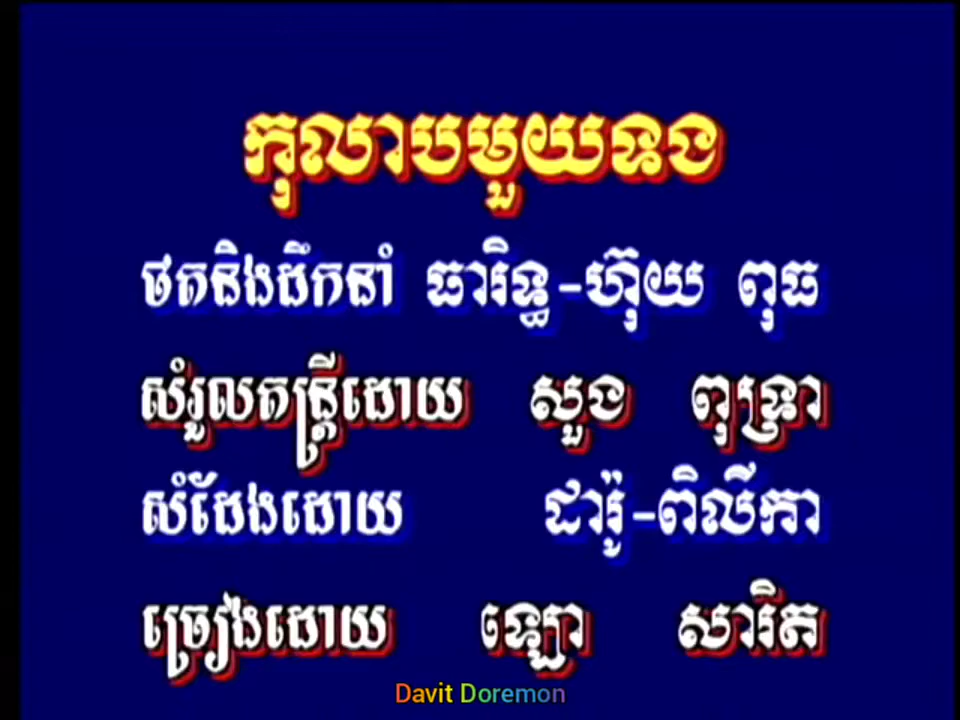 កុលាបមួយទង
ថតនិងដឹកនាំ ធារិទ្ធ-ហ៊ុយ ពុធ
សំរួលតន្ត្រីដោយ សួង ពុទ្រា
សំដែងដោយ ដារ៉ូ-ពិលីកា
ច្រៀងដោយ ឡោ សារិត
Davit Doremon